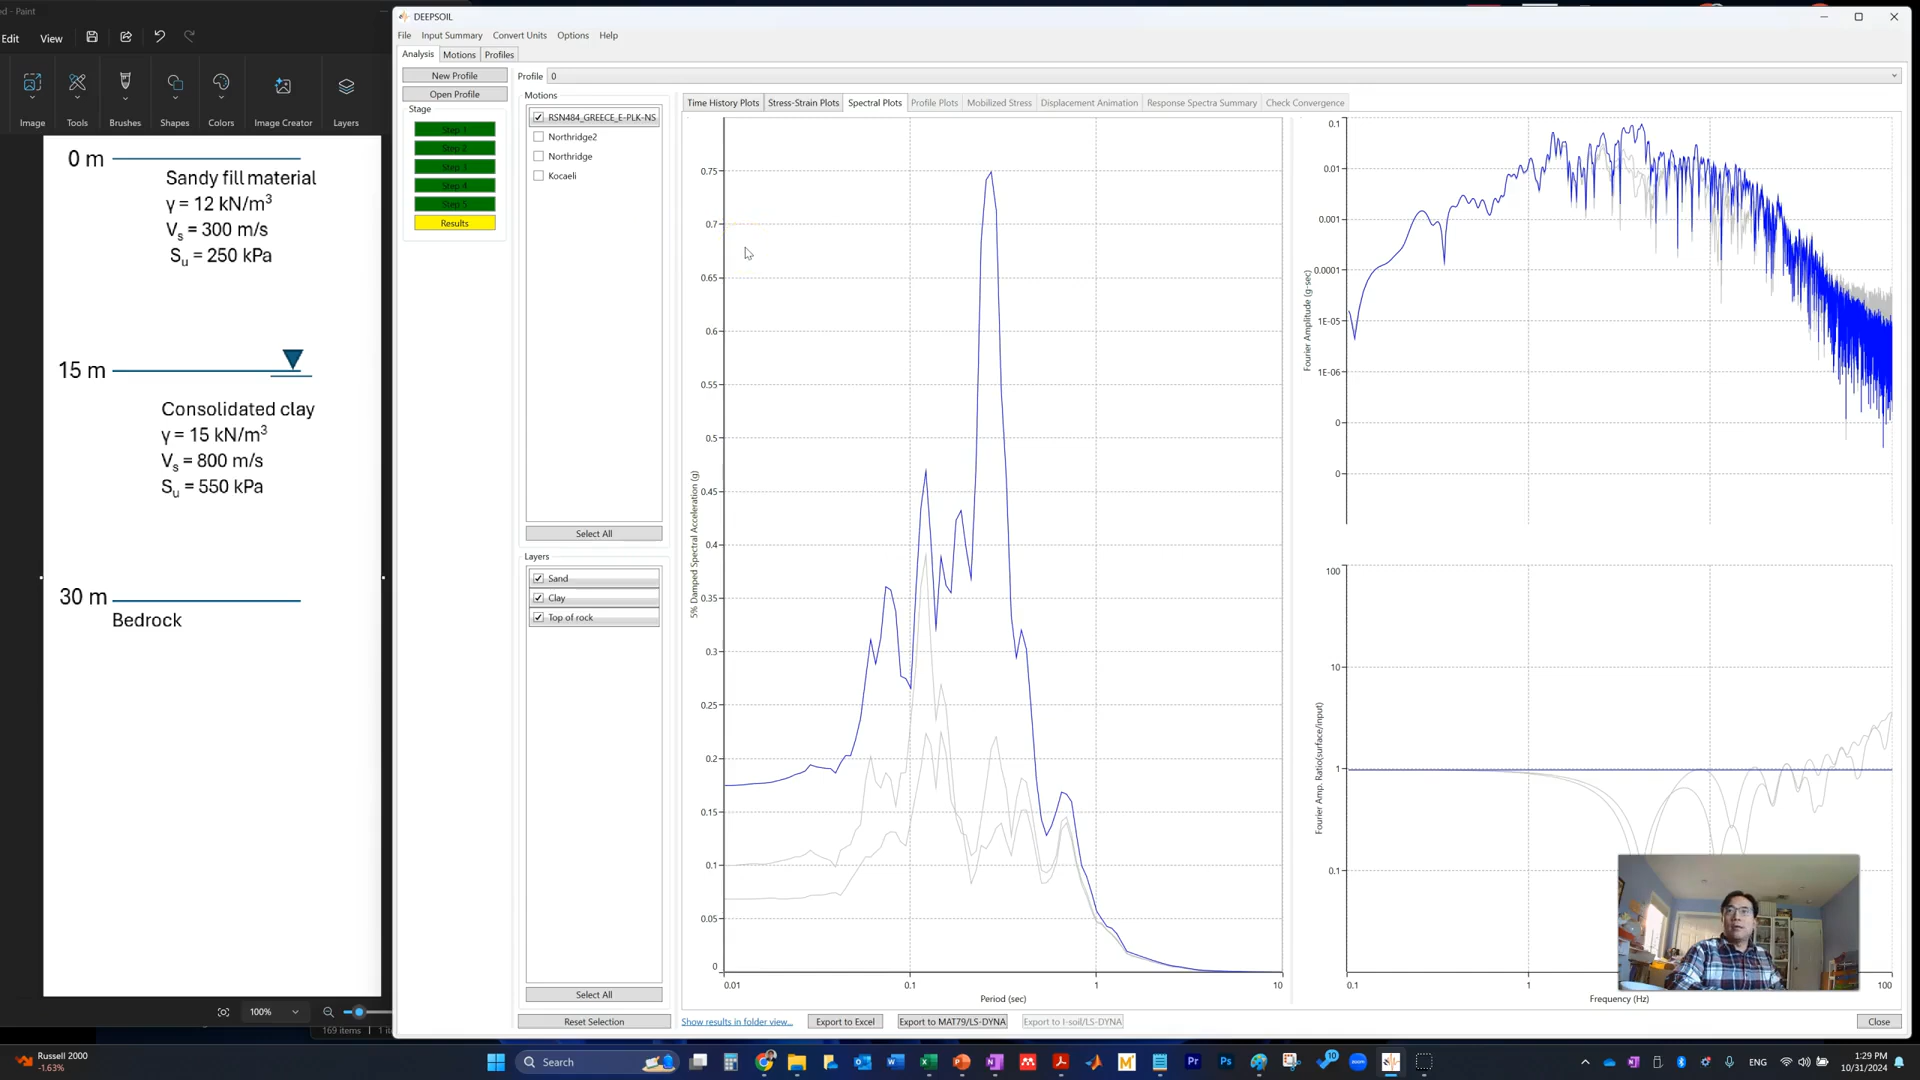 - Paint
Edit View
Image Tools Brushes Shapes Colors Image Creator Layers
0 m
Sandy fill material
γ = 12 kN/m³
Vs = 300 m/s
Su = 250 kPa
15 m
Consolidated clay
γ = 15 kN/m³
Vs = 800 m/s
Su = 550 kPa
30 m
Bedrock
100%
169 items
DEEPSOIL
File Input Summary Convert Units Options Help
Analysis Motions Profiles
New Profile
Open Profile
Stage
Step 1
Step 2
Step 3
Step 4
Step 5
Results
Profile 0
Motions
RSN484_GREECE_E-PLK-NS
Northridge2
Northridge
Kocaeli
Select All
Layers
Sand
Clay
Top of rock
Select All
Reset Selection
Time History Plots Stress-Strain Plots Spectral Plots Profile Plots Mobilized Stress Displacement Animation Response Spectra Summary Check Convergence
5% Damped Spectral Acceleration (g)
0.75
0.7
0.65
0.6
0.55
0.5
0.45
0.4
0.35
0.3
0.25
0.2
0.15
0.1
0.05
0
0.01 0.1 1 10
Period (sec)
Fourier Amplitude (g-sec)
0.1
0.01
0.001
0.0001
1E-05
1E-06
0
0
Fourier Amp. Ratio(surface/input)
100
10
1
0.1
0.1 1 100
Frequency (Hz)
Show results in folder view...
Export to Excel
Export to MAT79/LS-DYNA
Export to I-soil/LS-DYNA
Close
Russell 2000
-1.63%
Search
ENG
1:29 PM
10/31/2024